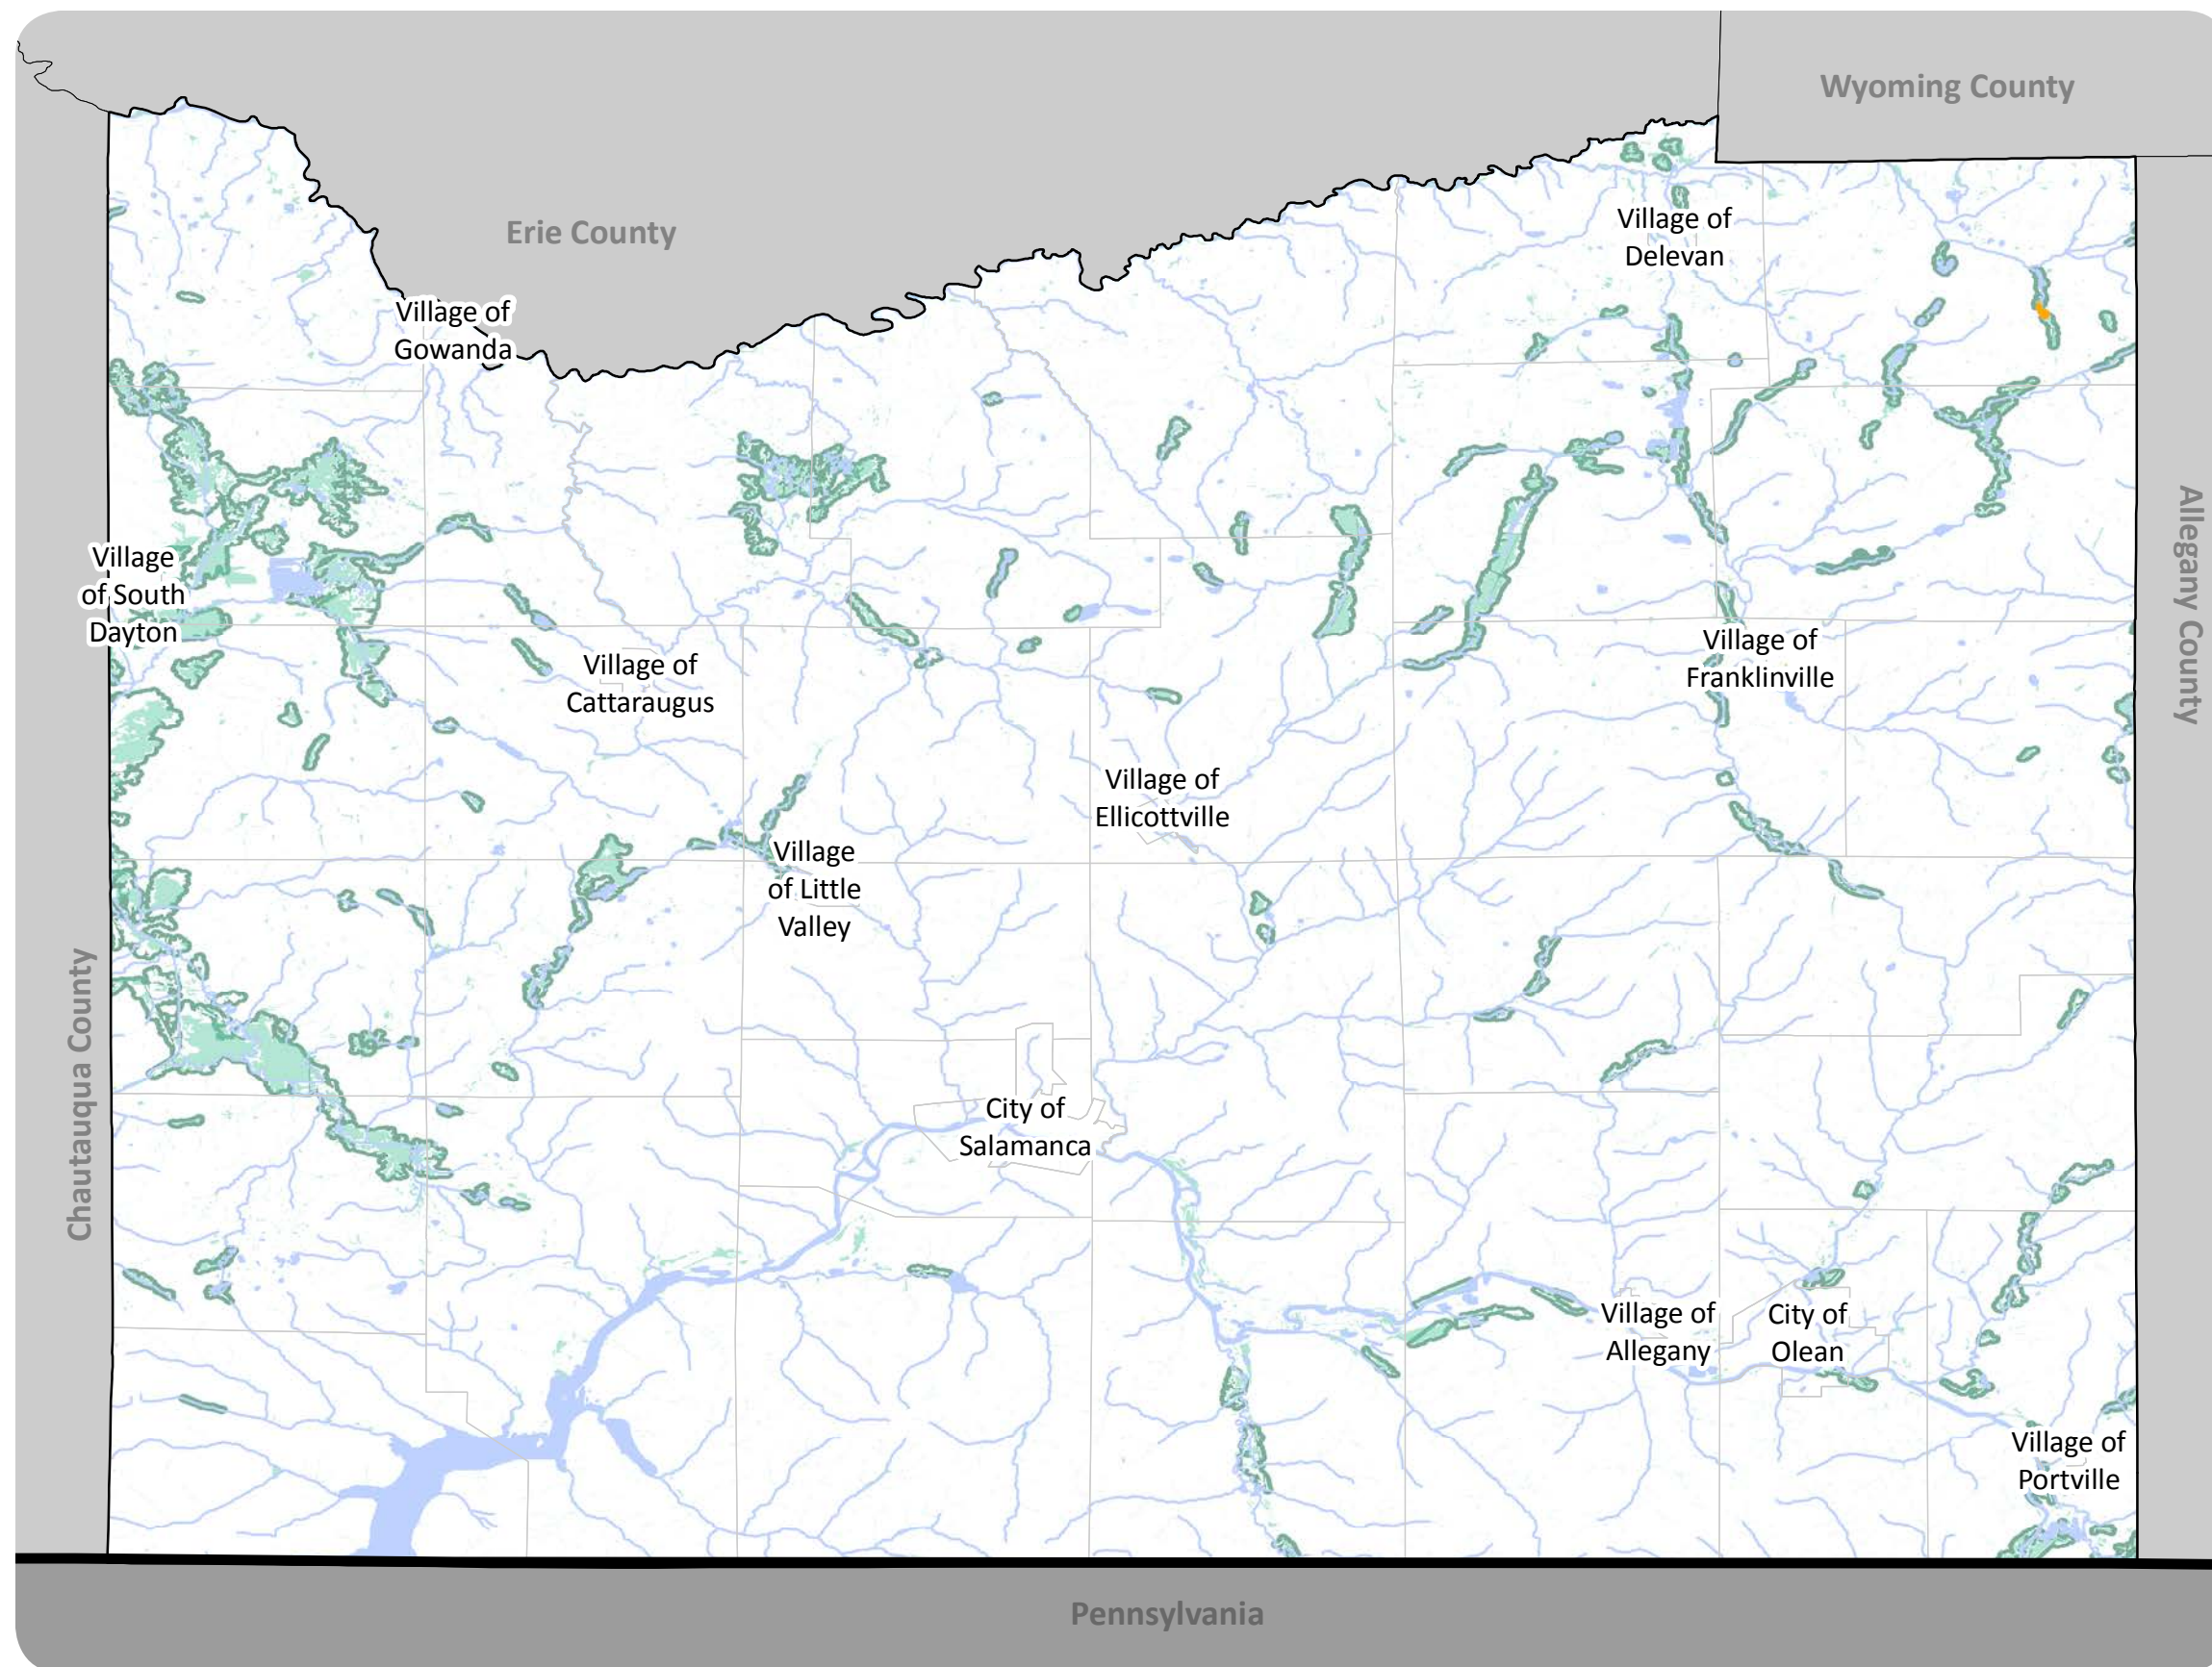 Wyoming County
Erie County
Village of
Delevan
Village of
Gowanda
Village
of South
Dayton
Village of
Cattaraugus
Village of
Franklinville
Allegany County
Village of
Ellicottville
Village
of Little
Valley
Chautauqua County
City of
Salamanca
Village of
Allegany
City of
Olean
Village of
Portville
Pennsylvania